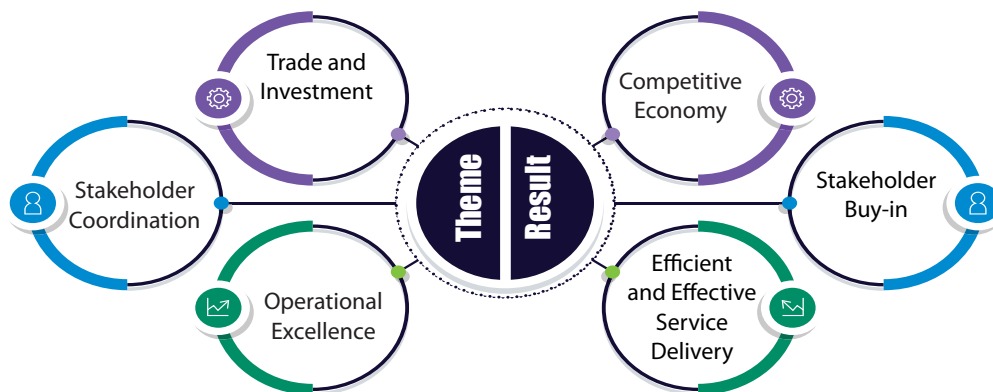 Trade and
Investment
Stakeholder
Coordination
Operational
Excellence
Theme
Result
Competitive
Economy
Stakeholder
Buy-in
Efficient
and Effective
Service
Delivery